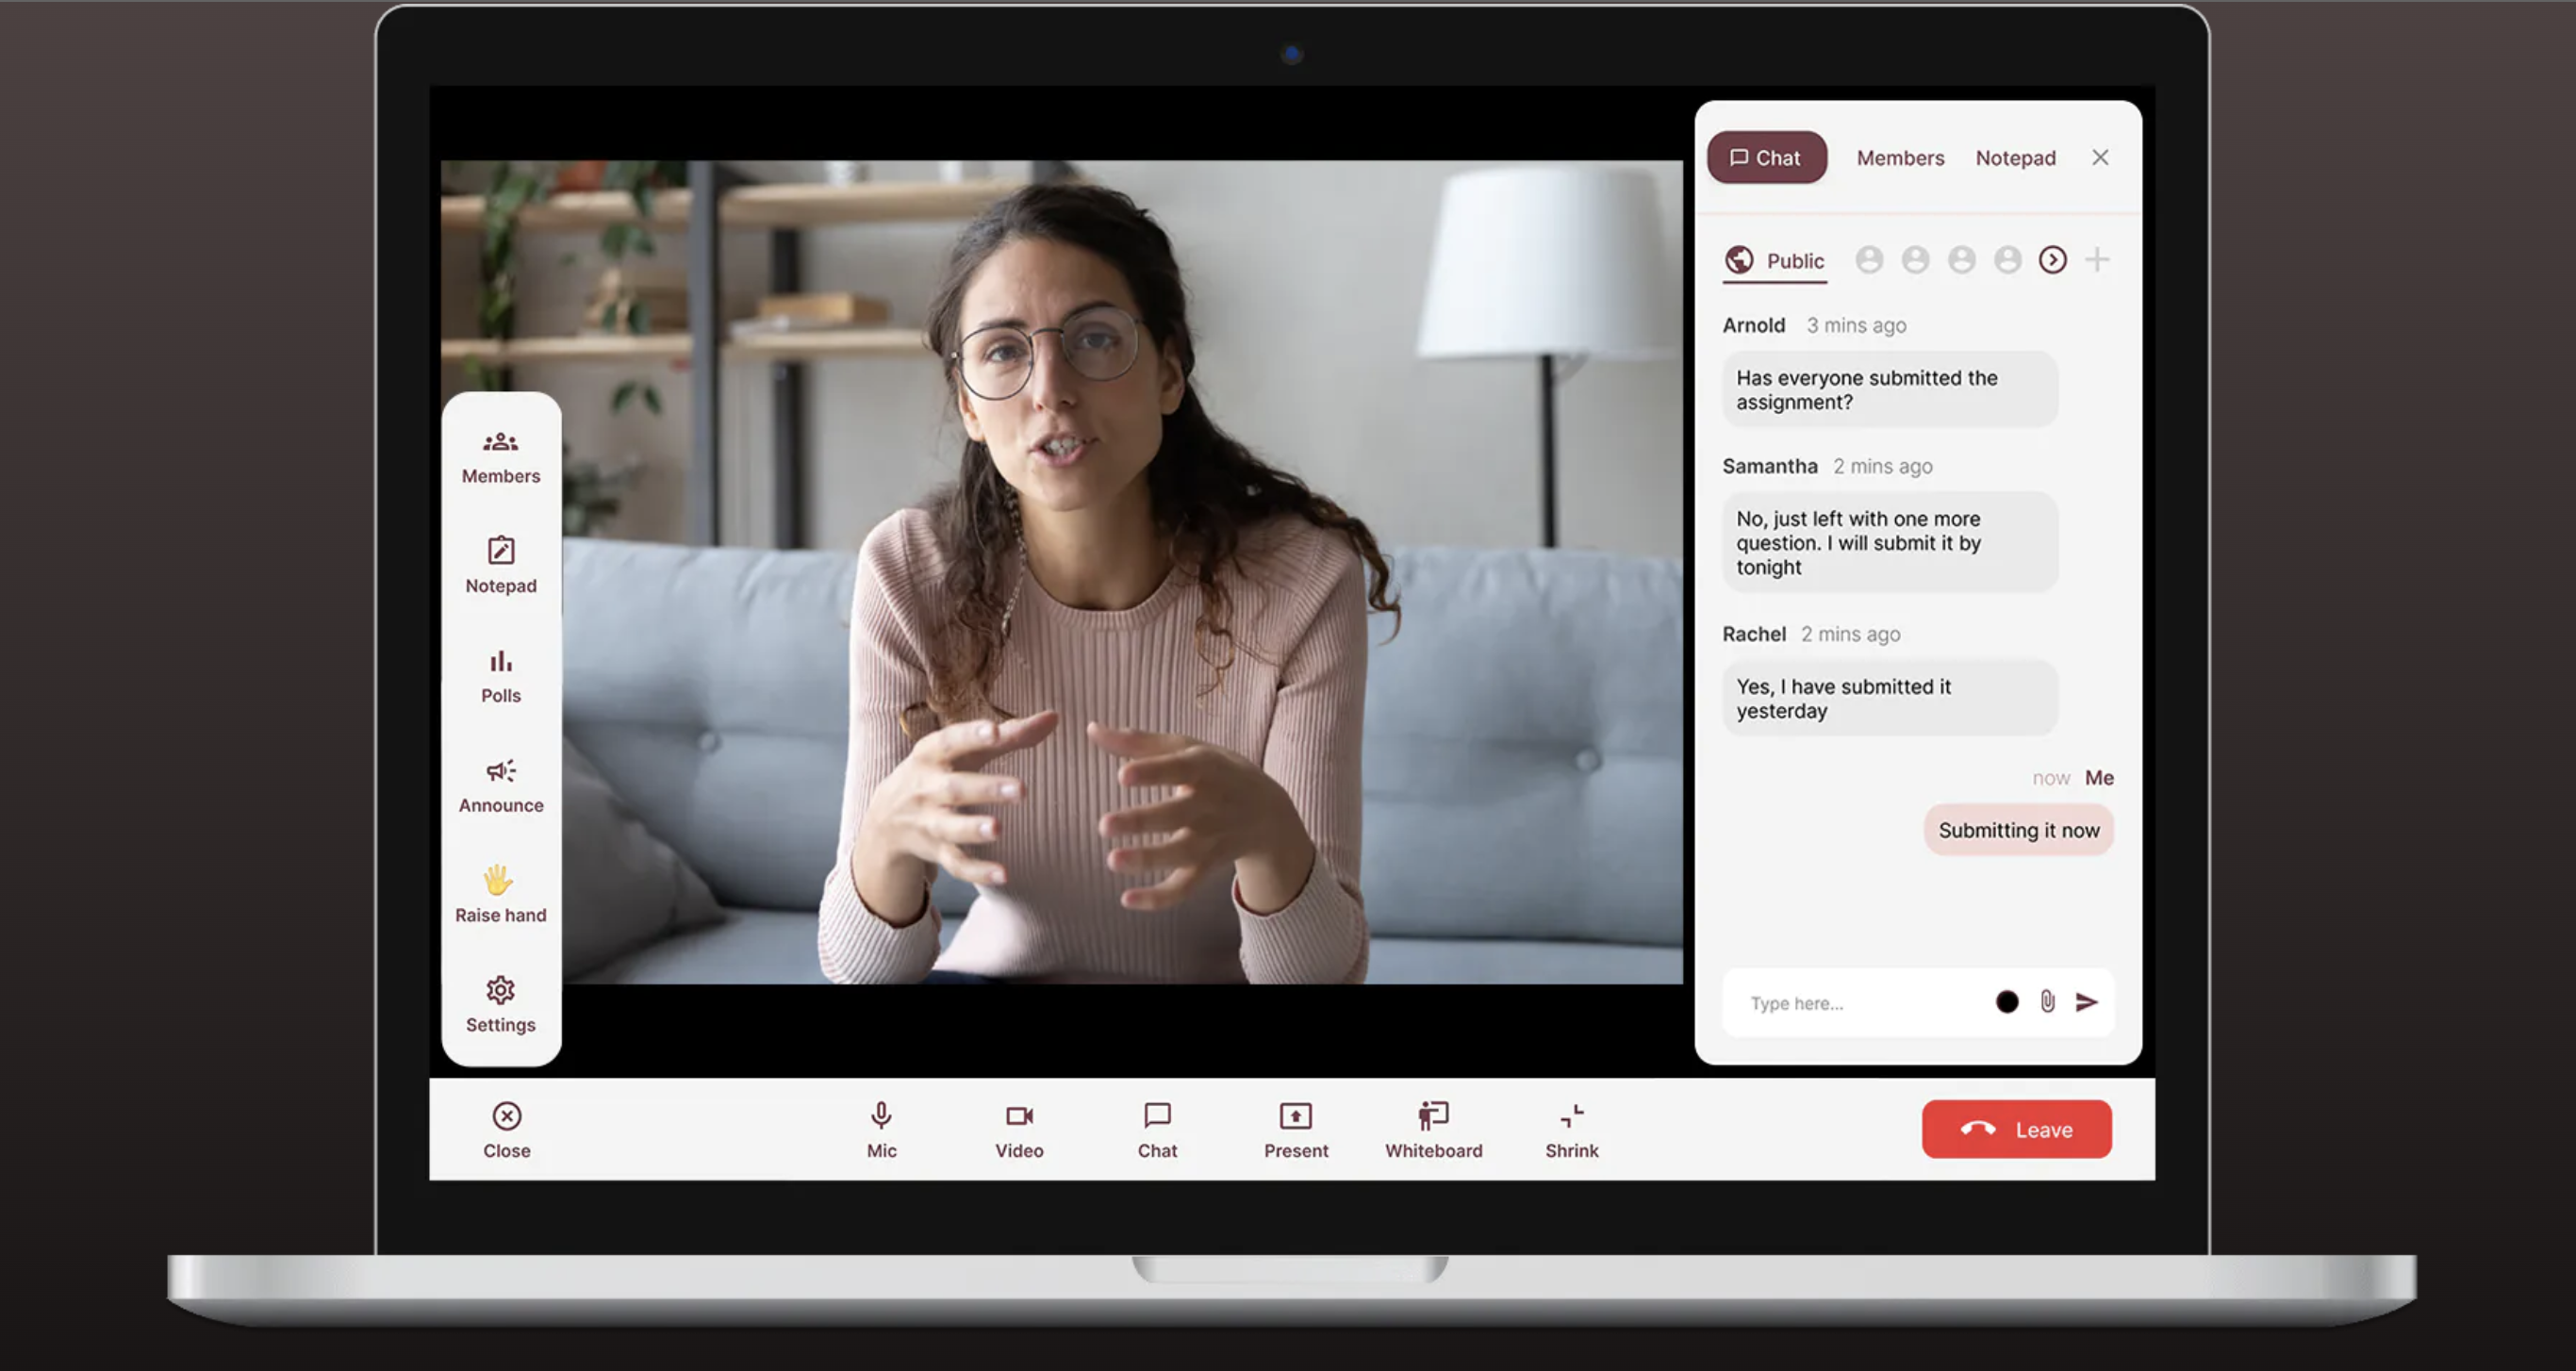 Chat Members Notepad
Public
Arnold 3 mins ago
Has everyone submitted the
assignment?
Samantha 2 mins ago
No, just left with one more
question. I will submit it by
tonight
Rachel 2 mins ago
Yes, I have submitted it
yesterday
now Me
Submitting it now
Type here...
Members
Notepad
Polls
Announce
Raise hand
Settings
Close
Mic
Video
Chat
Present
Whiteboard
Shrink
Leave